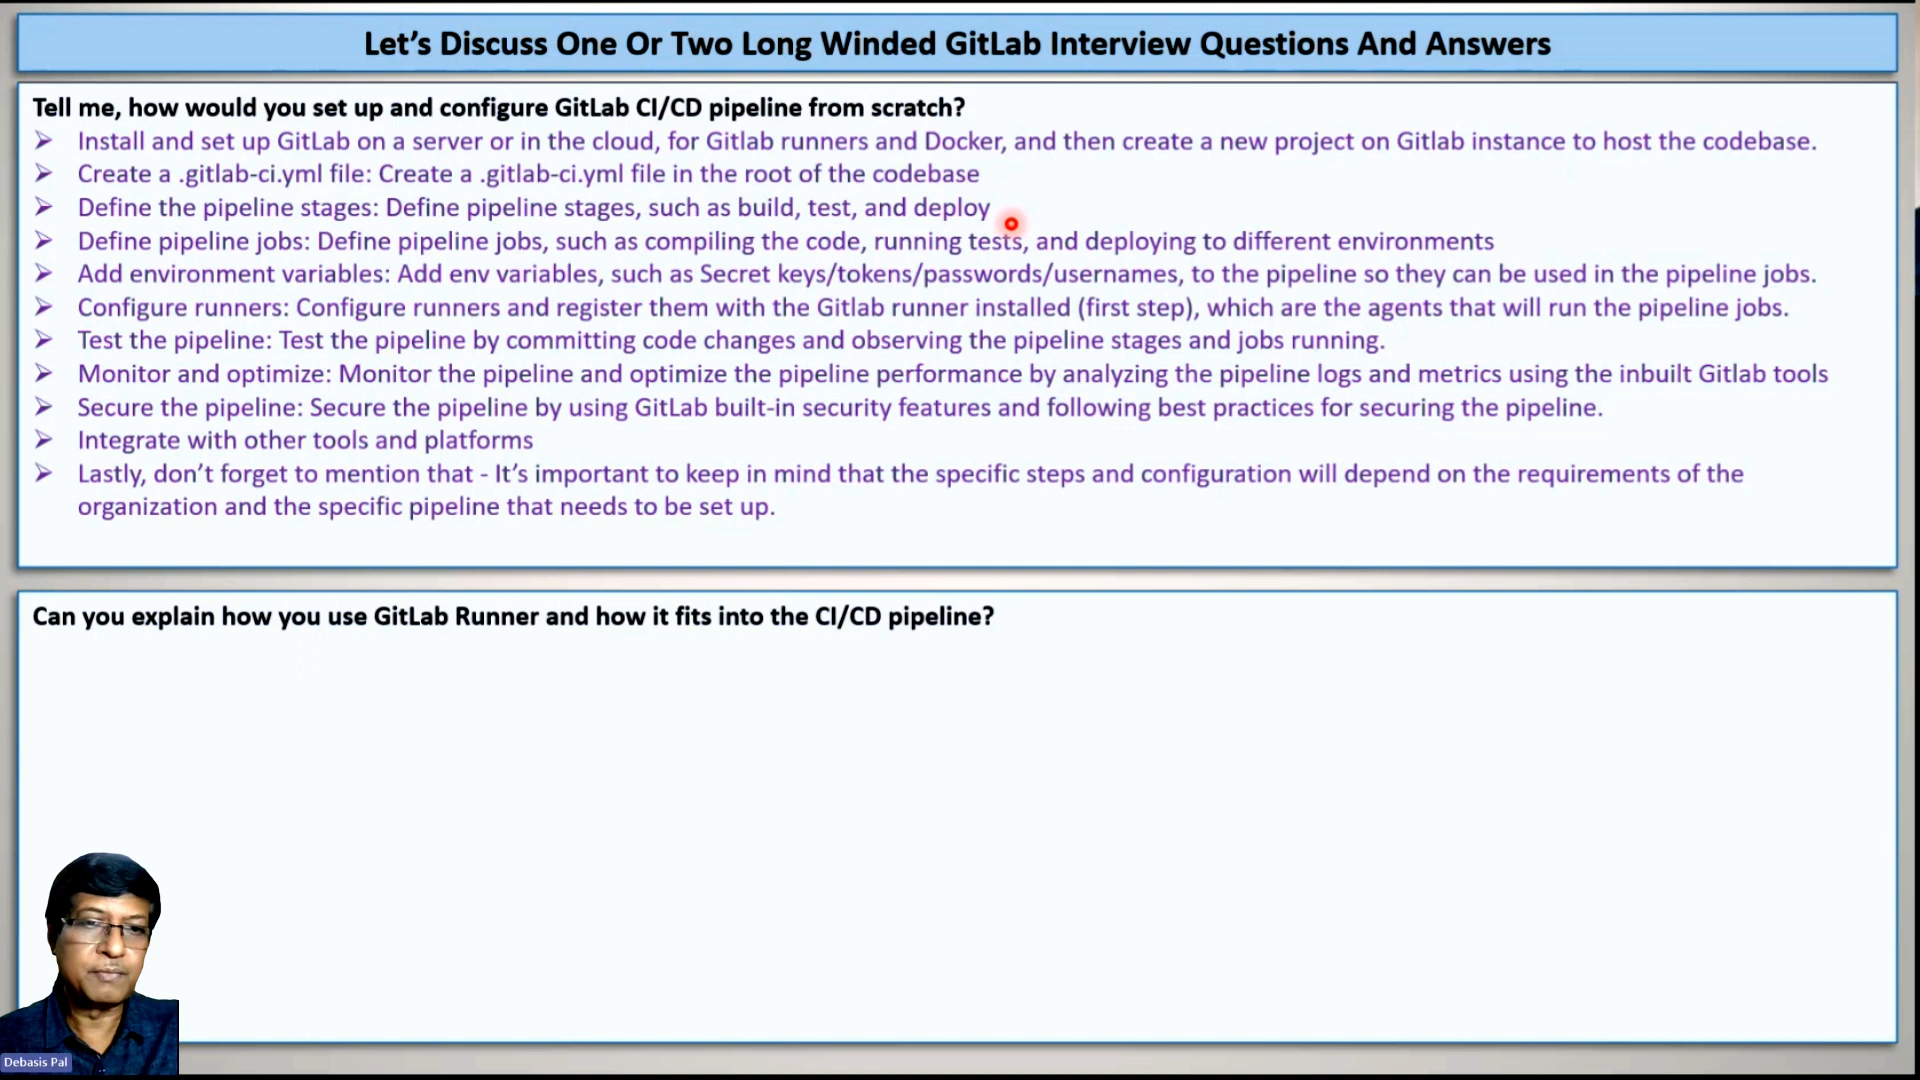 Let's Discuss One Or Two Long Winded GitLab Interview Questions And Answers
Tell me, how would you set up and configure GitLab CI/CD pipeline from scratch?
➢ Install and set up GitLab on a server or in the cloud, for Gitlab runners and Docker, and then create a new project on Gitlab instance to host the codebase.
➢ Create a .gitlab-ci.yml file: Create a .gitlab-ci.yml file in the root of the codebase
➢ Define the pipeline stages: Define pipeline stages, such as build, test, and deploy
➢ Define pipeline jobs: Define pipeline jobs, such as compiling the code, running tests, and deploying to different environments
➢ Add environment variables: Add env variables, such as Secret keys/tokens/passwords/usernames, to the pipeline so they can be used in the pipeline jobs.
➢ Configure runners: Configure runners and register them with the Gitlab runner installed (first step), which are the agents that will run the pipeline jobs.
➢ Test the pipeline: Test the pipeline by committing code changes and observing the pipeline stages and jobs running.
➢ Monitor and optimize: Monitor the pipeline and optimize the pipeline performance by analyzing the pipeline logs and metrics using the inbuilt Gitlab tools
➢ Secure the pipeline: Secure the pipeline by using GitLab built-in security features and following best practices for securing the pipeline.
➢ Integrate with other tools and platforms
➢ Lastly, don't forget to mention that - It's important to keep in mind that the specific steps and configuration will depend on the requirements of the
organization and the specific pipeline that needs to be set up.
Can you explain how you use GitLab Runner and how it fits into the CI/CD pipeline?
Debasis Pal